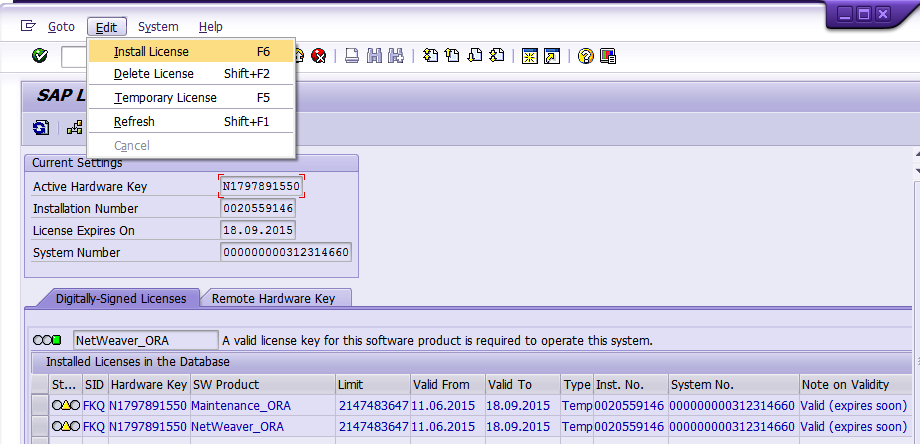 Goto Edit System Help
Install License F6
Delete License Shift+F2
SAP L
Temporary License F5
Refresh Shift+F1
Cancel
Current Settings
Active Hardware Key N1797891550
Installation Number 0020559146
License Expires On 18.09.2015
System Number 000000000312314660
Digitally-Signed Licenses Remote Hardware Key
NetWeaver_ORA A valid license key for this software product is required to operate this system.
Installed Licenses in the Database
St... SID Hardware Key SW Product Limit Valid From Valid To Type Inst. No. System No. Note on Validity
FKQ N1797891550 Maintenance_ORA 2147483647 11.06.2015 18.09.2015 Temp 0020559146 000000000312314660 Valid (expires soon)
FKQ N1797891550 NetWeaver_ORA 2147483647 11.06.2015 18.09.2015 Temp 0020559146 000000000312314660 Valid (expires soon)